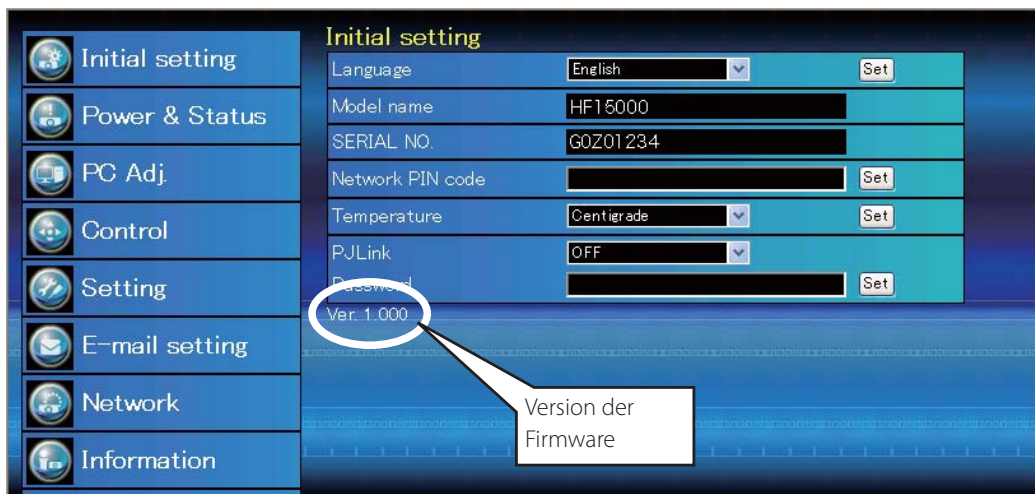 Initial setting
Power & Status
PC Adj.
Control
Setting
E-mail setting
Network
Information
Initial setting
Language English Set
Model name HF15000
SERIAL NO. G0Z01234
Network PIN code Set
Temperature Centigrade Set
PJLink OFF
Password Set
Ver. 1.000
Version der
Firmware